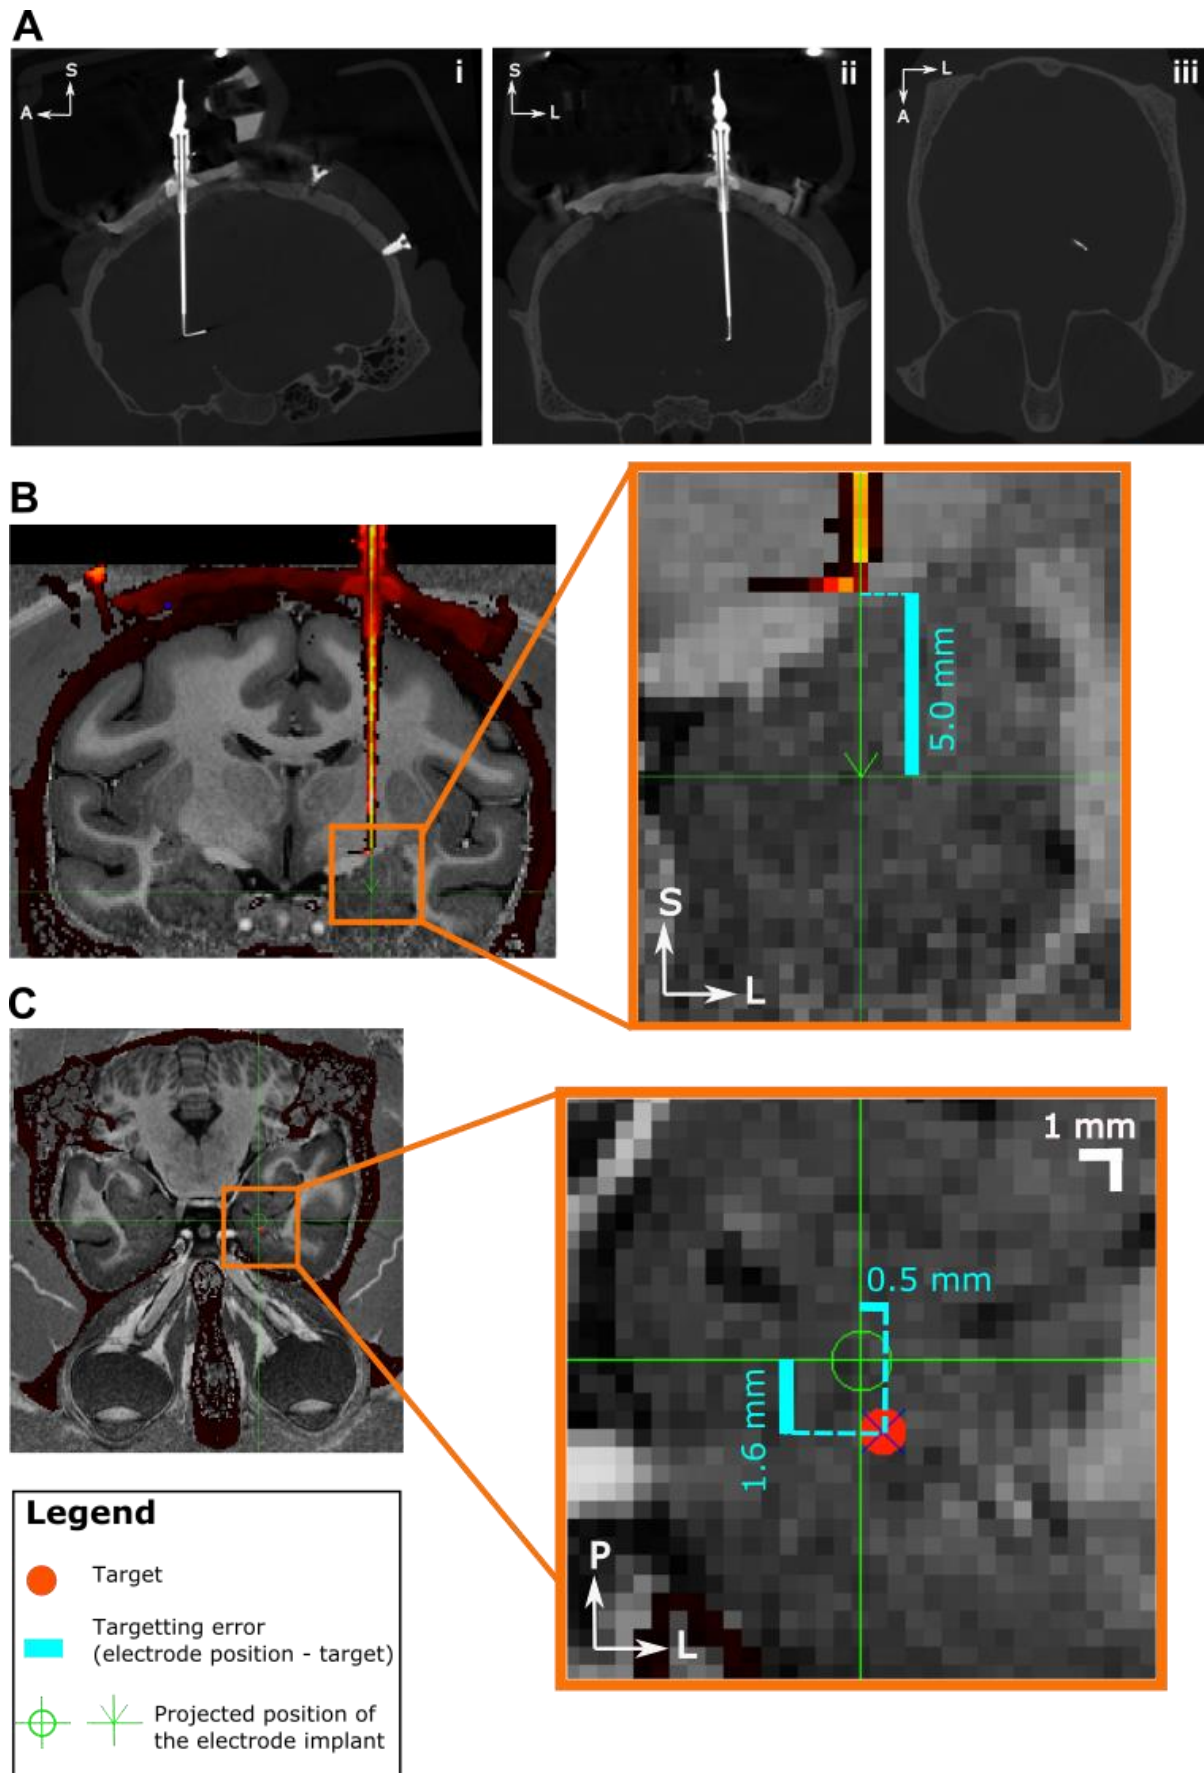 A
i
S
A
ii
S
L
iii
L
A
B
5.0 mm
S
L
C
1 mm
0.5 mm
1.6 mm
P
L
Legend
Target
Targetting error
(electrode position - target)
Projected position of
the electrode implant